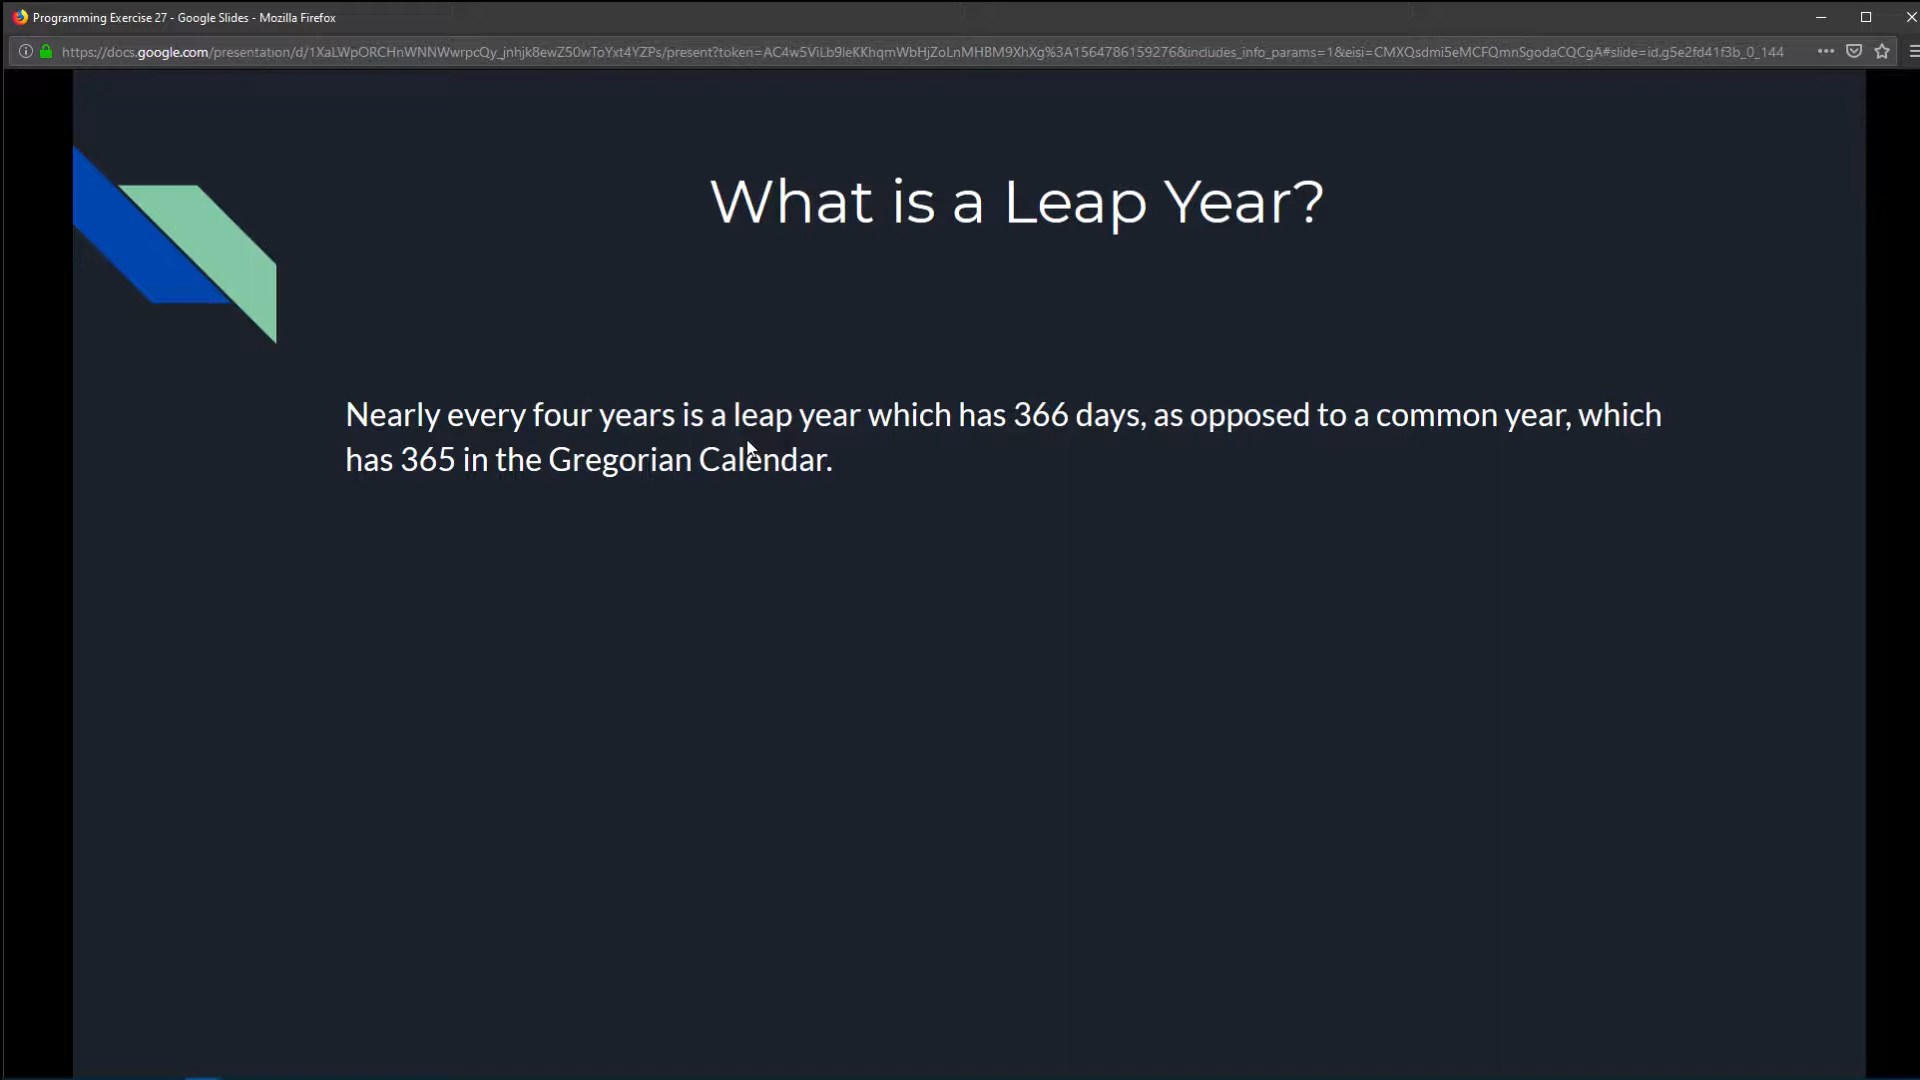 Programming Exercise 27 - Google Slides - Mozilla Firefox
https://docs.google.com/presentation/d/1XaLWpORCHnWNNWwrpcQy_jnhjk8ewZ50wToYxt4YZPs/present?token=AC4w5ViLb9IeKKhqmWbHjZoLnMHBM9XhXg%3A1564786159276&includes_info_params=1&eisi=CMXQsdmi5eMCFQmnSgodaCQCgA#slide=id.g5e2fd41f3b_0_144
What is a Leap Year?
Nearly every four years is a leap year which has 366 days, as opposed to a common year, which
has 365 in the Gregorian Calendar.